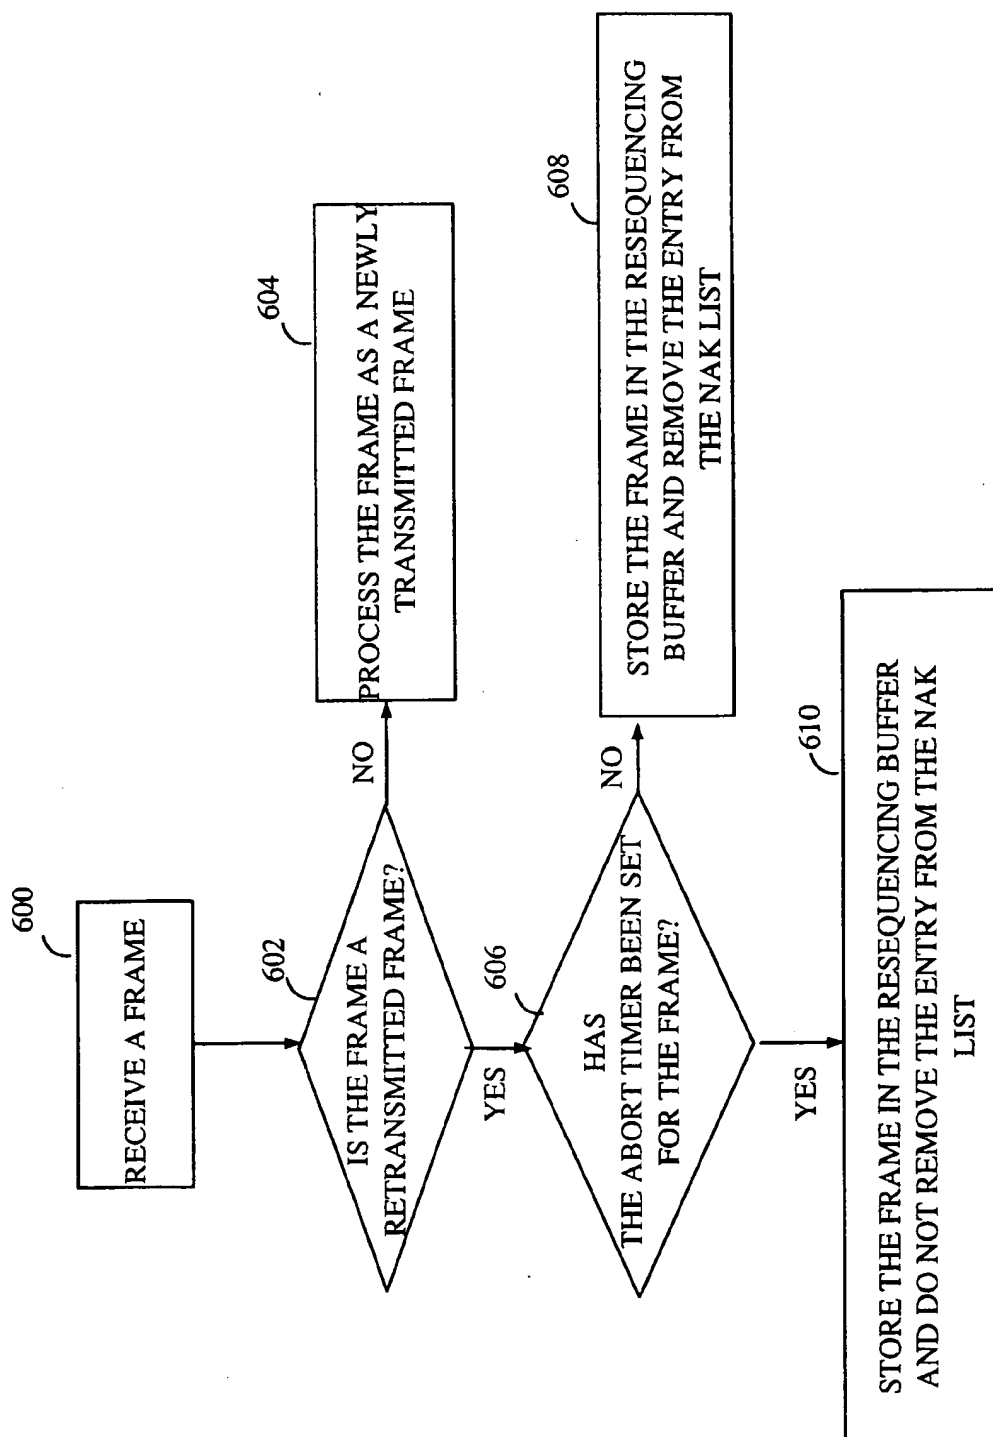 600
RECEIVE A FRAME
602
IS THE FRAME A
RETRANSMITTED FRAME?
NO
604
PROCESS THE FRAME AS A NEWLY
TRANSMITTED FRAME
YES
606
HAS
THE ABORT TIMER BEEN SET
FOR THE FRAME?
NO
608
STORE THE FRAME IN THE RESEQUENCING
BUFFER AND REMOVE THE ENTRY FROM
THE NAK LIST
YES
610
STORE THE FRAME IN THE RESEQUENCING BUFFER
AND DO NOT REMOVE THE ENTRY FROM THE NAK
LIST